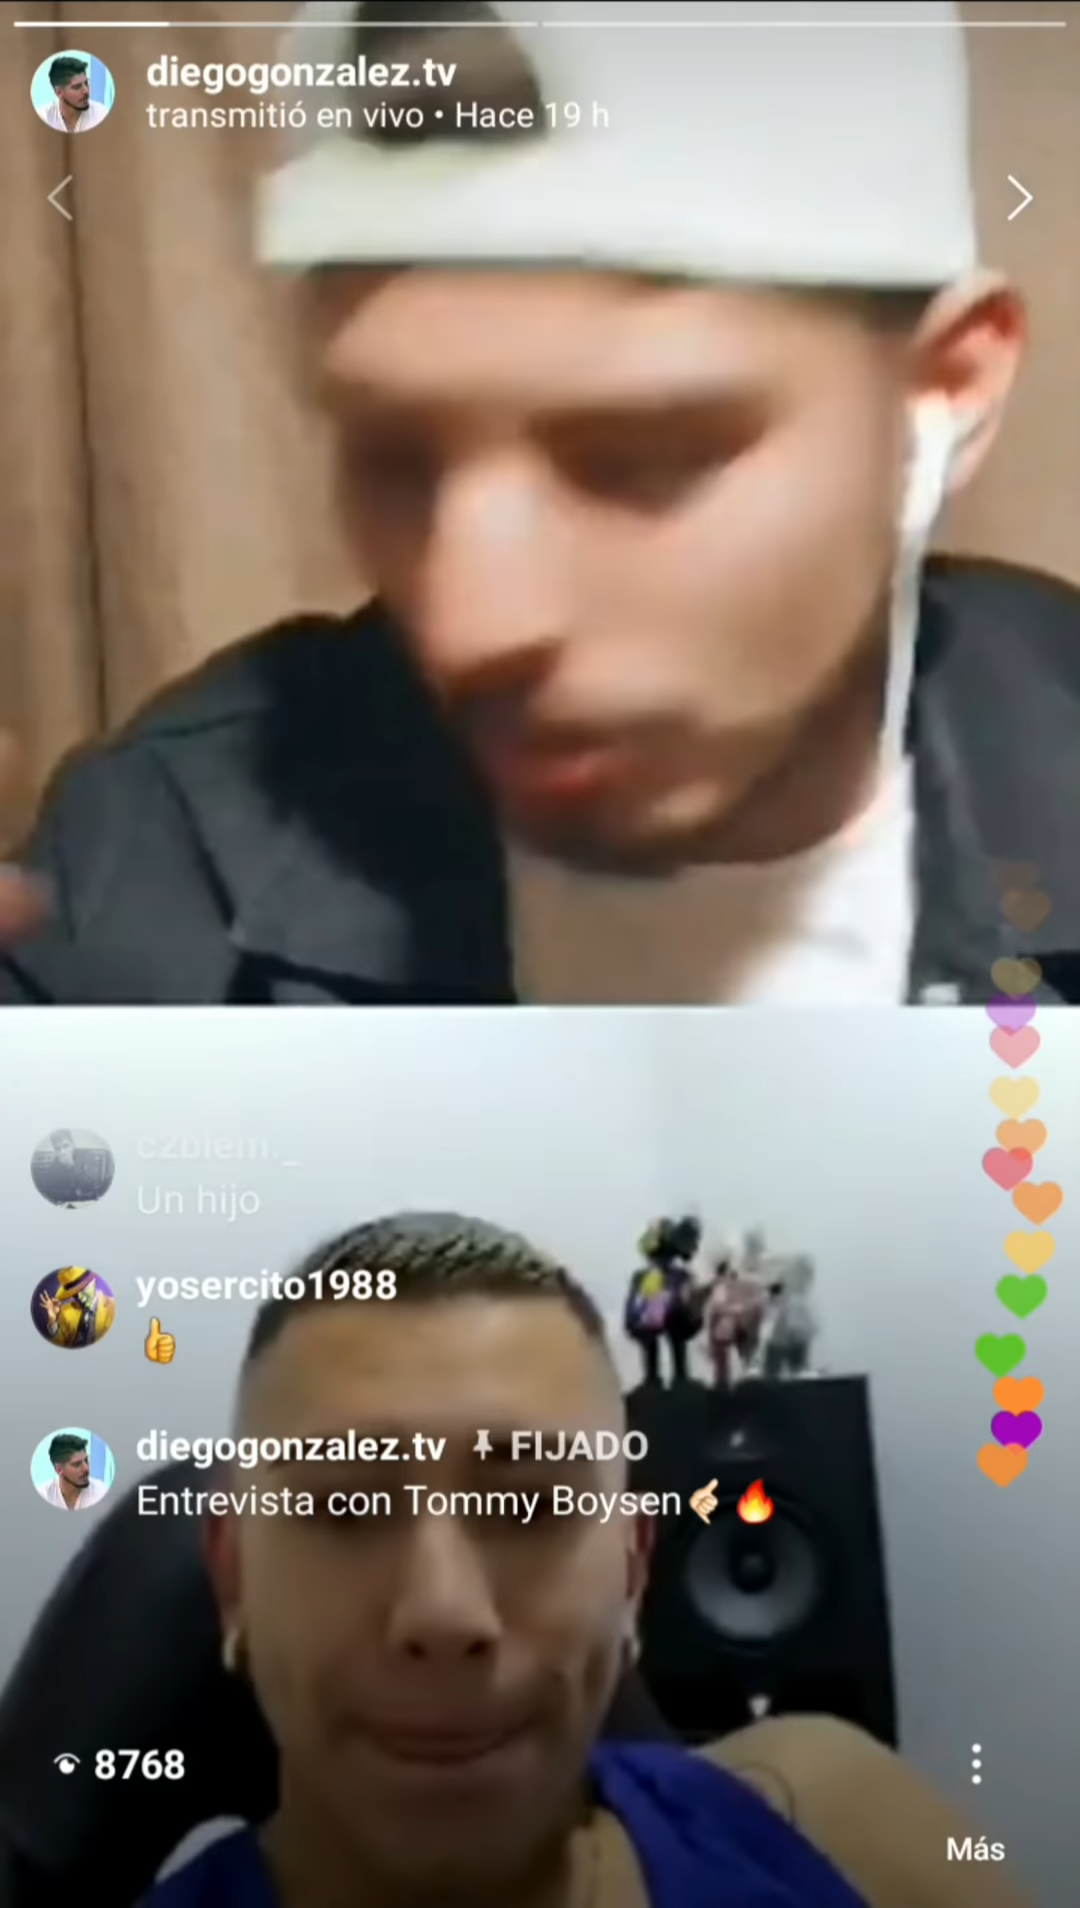 diegogonzalez.tv
transmitió en vivo • Hace 19 h
czbiem._
Un hijo
yosercito1988
👍
diegogonzalez.tv FIJADO
Entrevista con Tommy Boysen🤙🏻🔥
8768
Más